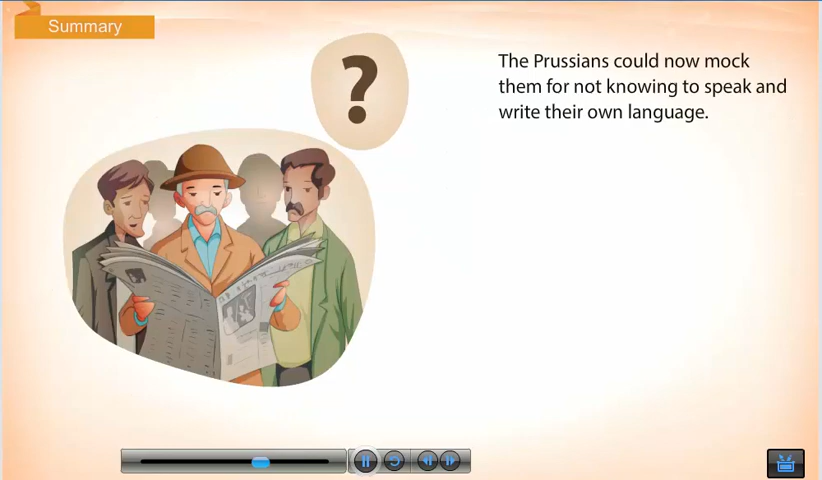 Summary
?
The Prussians could now mock
them for not knowing to speak and
write their own language.